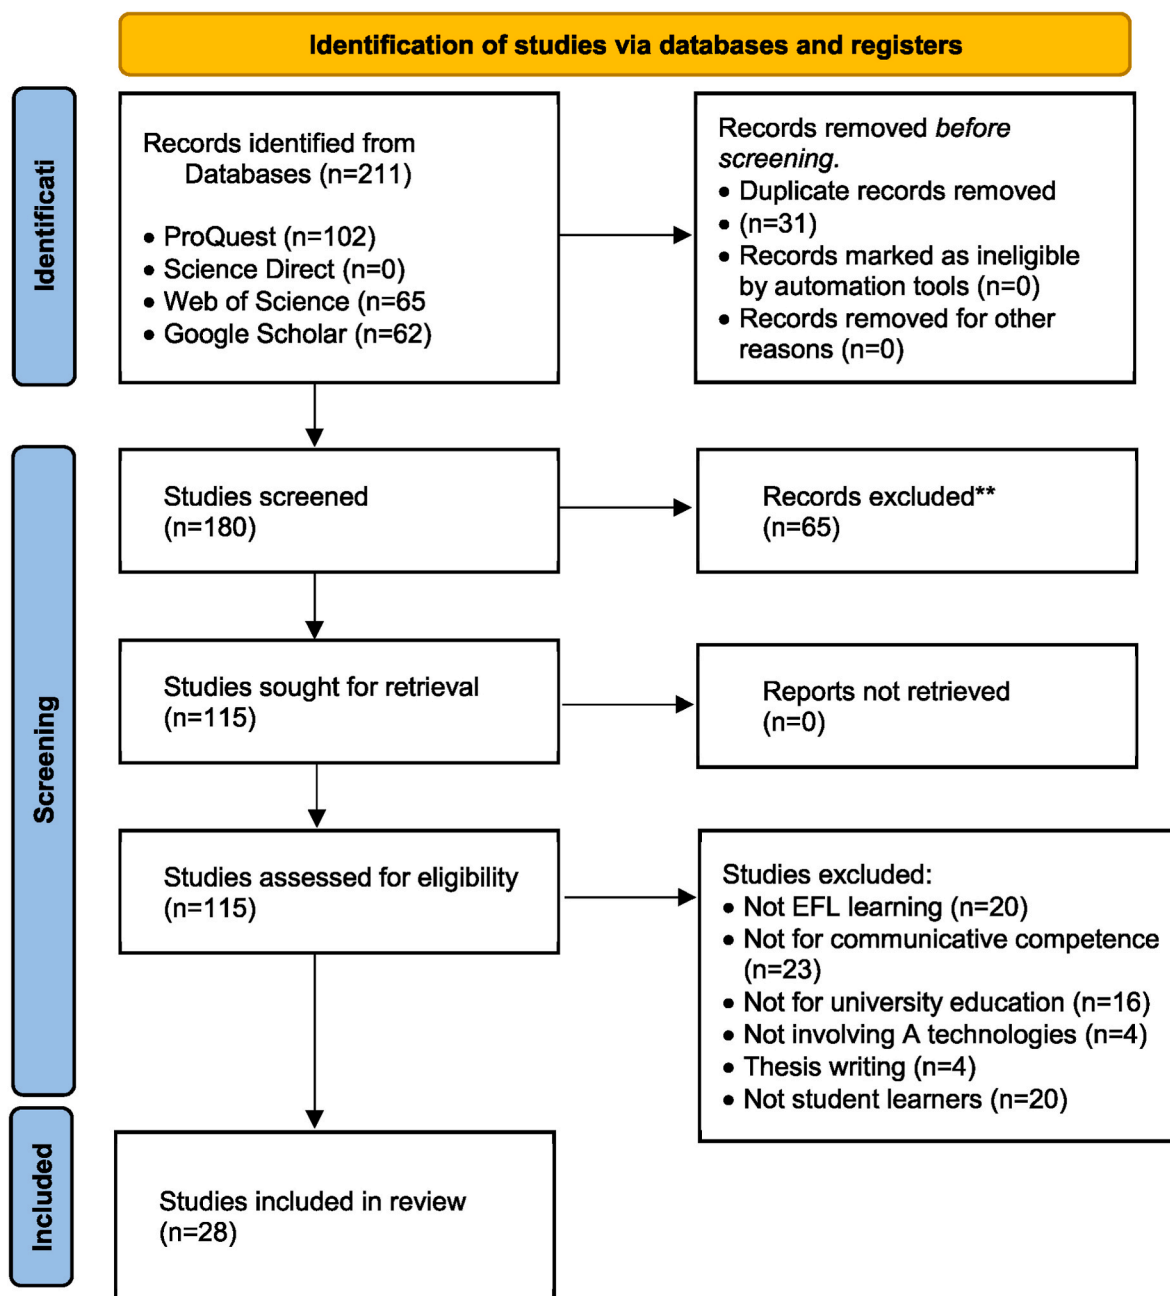 Identification of studies via databases and registers
Identificati
Records identified from
Databases (n=211)
• ProQuest (n=102)
• Science Direct (n=0)
• Web of Science (n=65
• Google Scholar (n=62)
Records removed before
screening.
• Duplicate records removed
• (n=31)
• Records marked as ineligible
by automation tools (n=0)
• Records removed for other
reasons (n=0)
Screening
Studies screened
(n=180)
Records excluded**
(n=65)
Studies sought for retrieval
(n=115)
Reports not retrieved
(n=0)
Studies assessed for eligibility
(n=115)
Studies excluded:
• Not EFL learning (n=20)
• Not for communicative competence
(n=23)
• Not for university education (n=16)
• Not involving A technologies (n=4)
• Thesis writing (n=4)
• Not student learners (n=20)
Included
Studies included in review
(n=28)